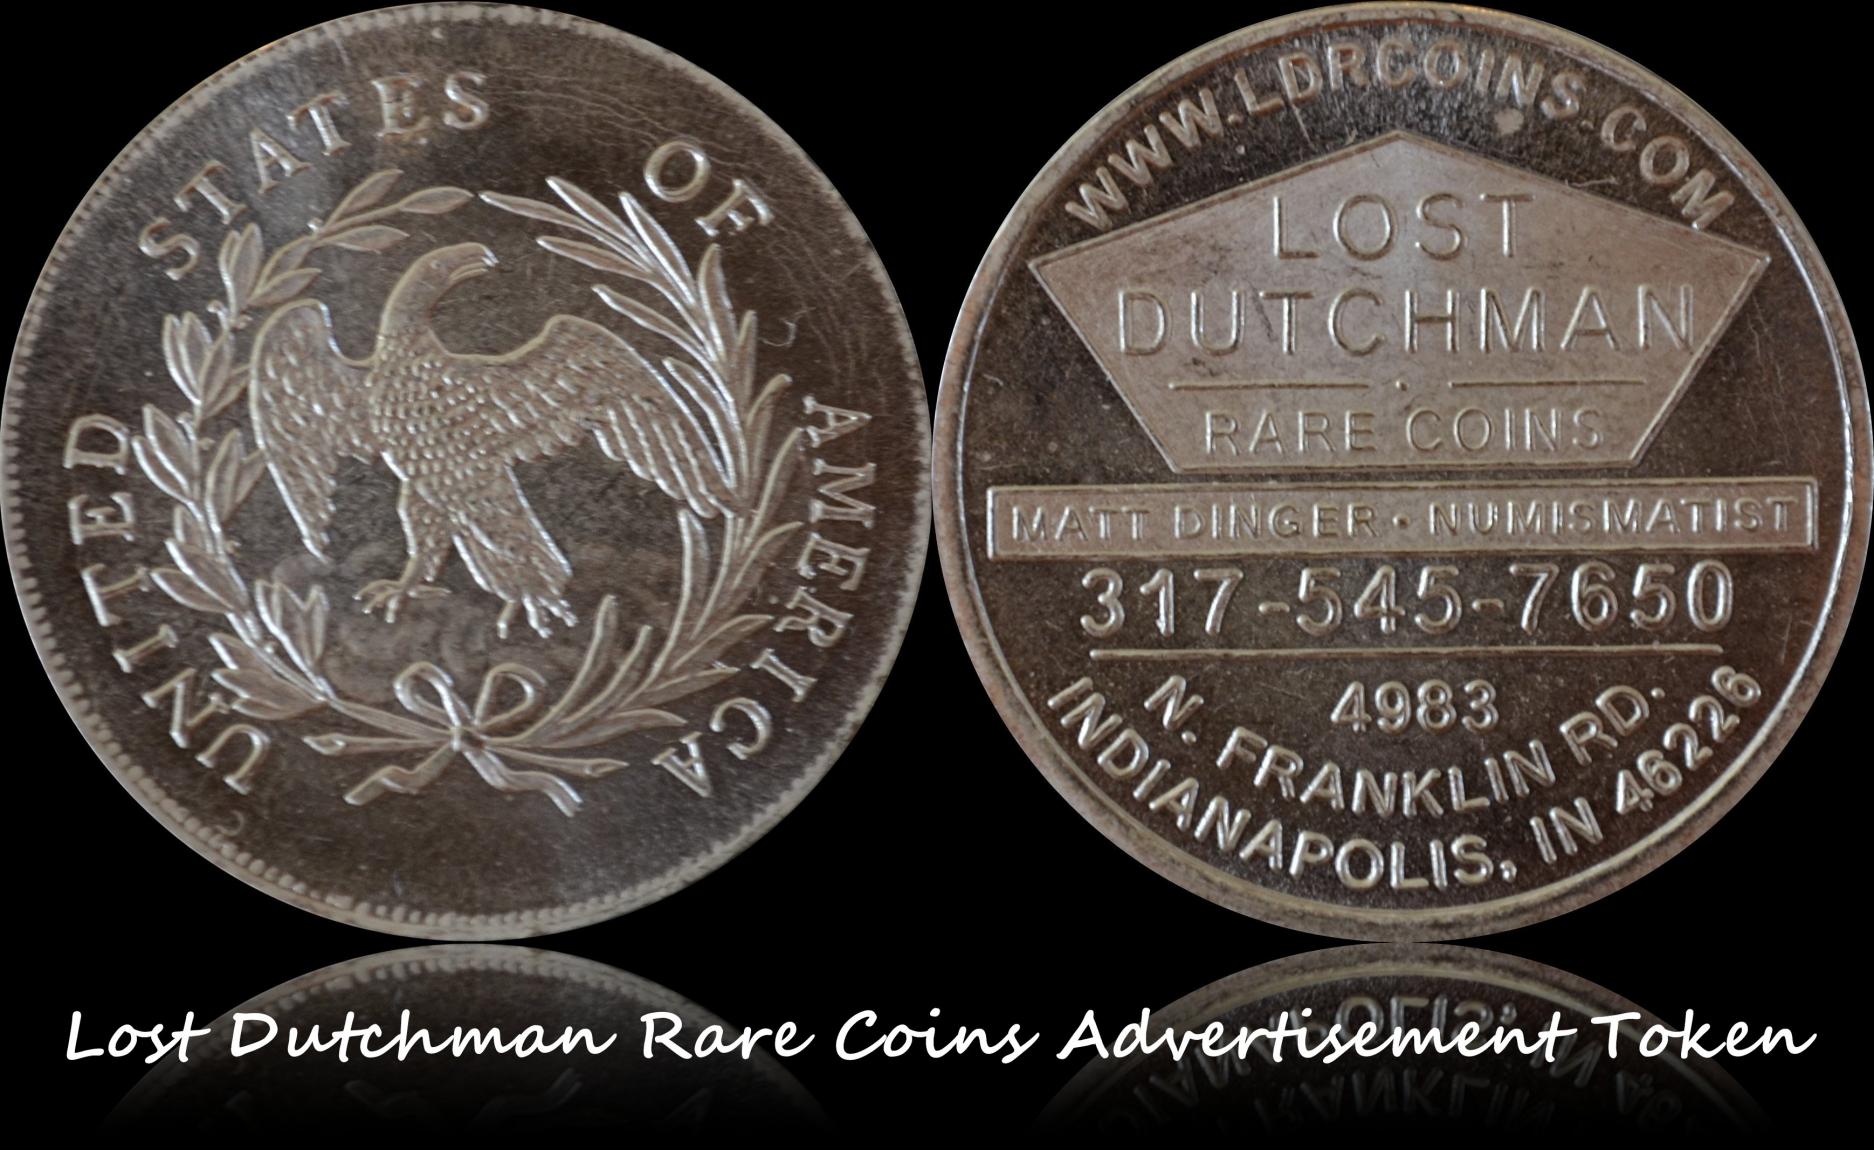 UNITED STATES OF AMERICA
WWW.LDRCOINS.COM
LOST
DUTCHMAN
RARE COINS
MATT DINGER · NUMISMATIST
317-545-7650
4983
N. FRANKLIN RD.
INDIANAPOLIS, IN 46226
Lost Dutchman Rare Coins Advertisement Token